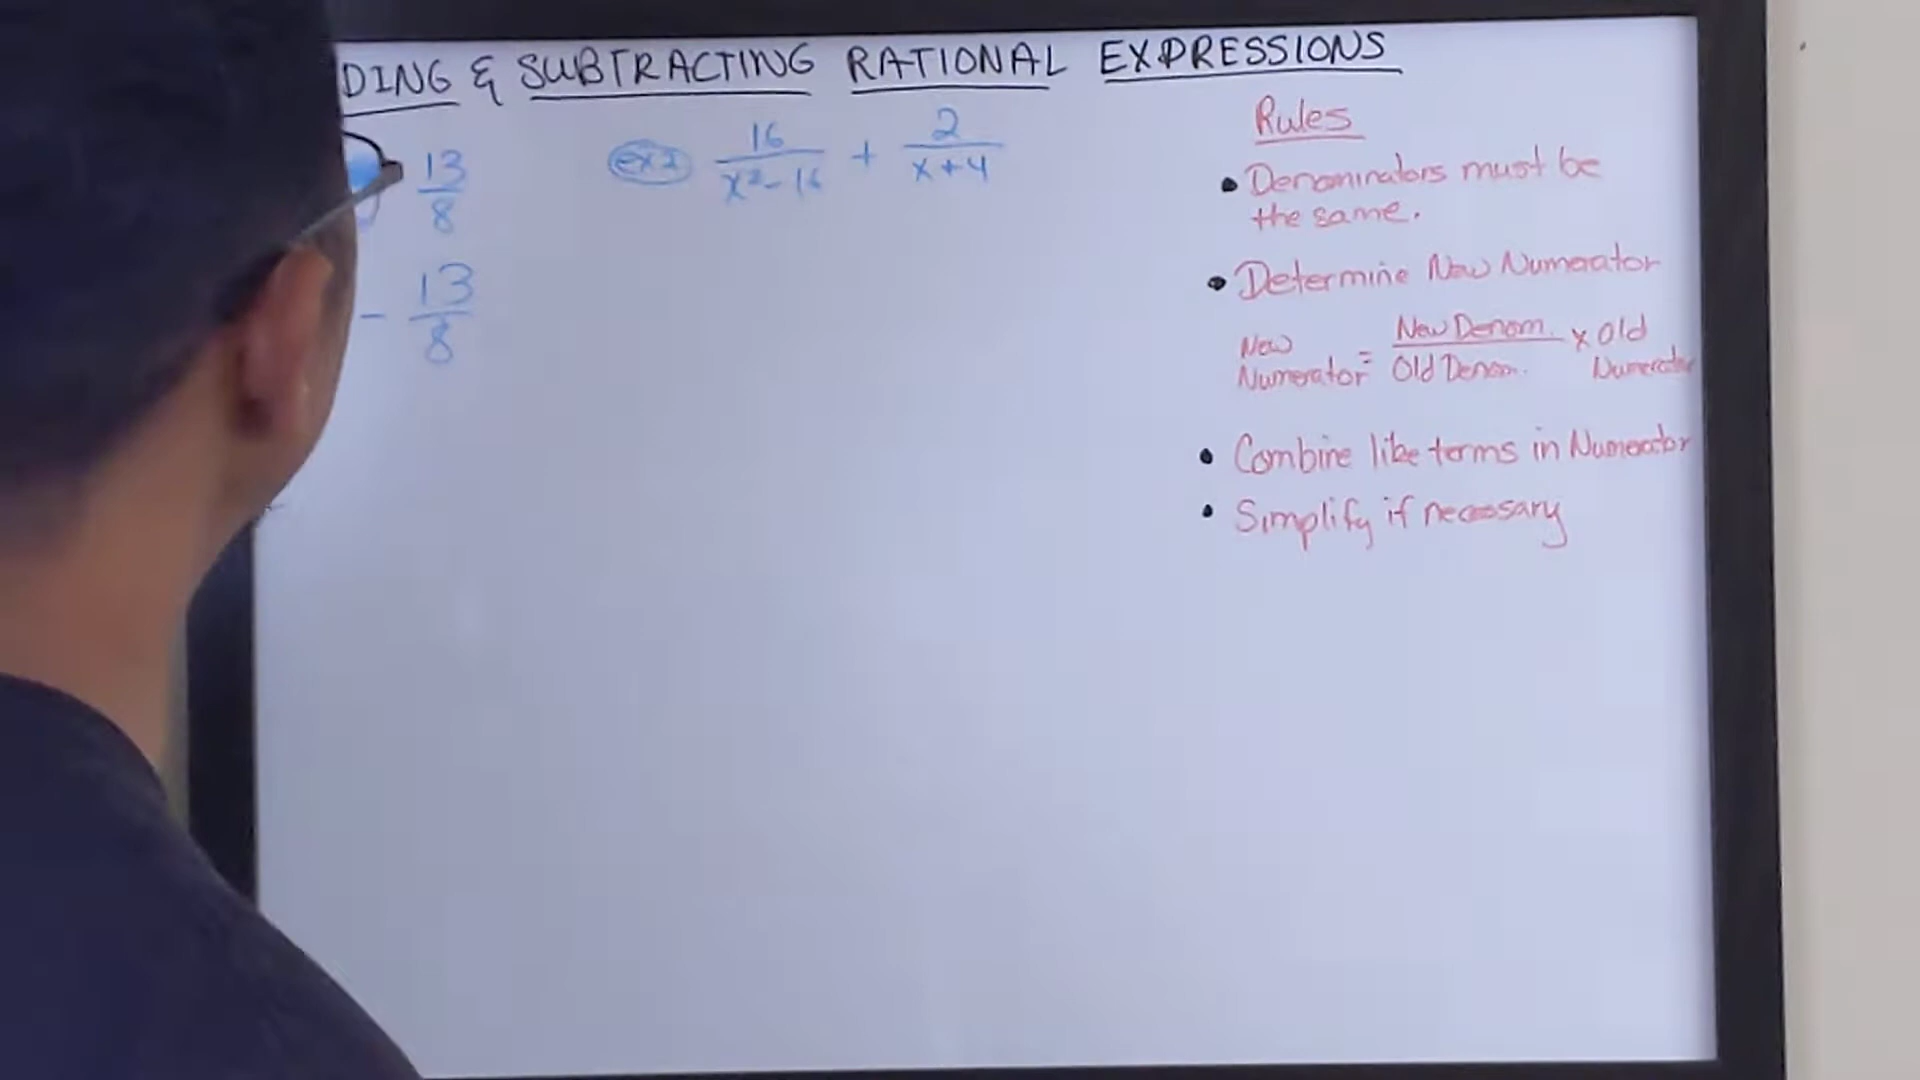 DING & SUBTRACTING RATIONAL EXPRESSIONS
13
8
- 13
8
16
x²-16
+
2
x+4
Rules
• Denominators must be
the same.
• Determine New Numerator
New
Numerator = New Denom. / Old Denom. x Old
Numerator
• Combine like terms in Numerator
• Simplify if necessary